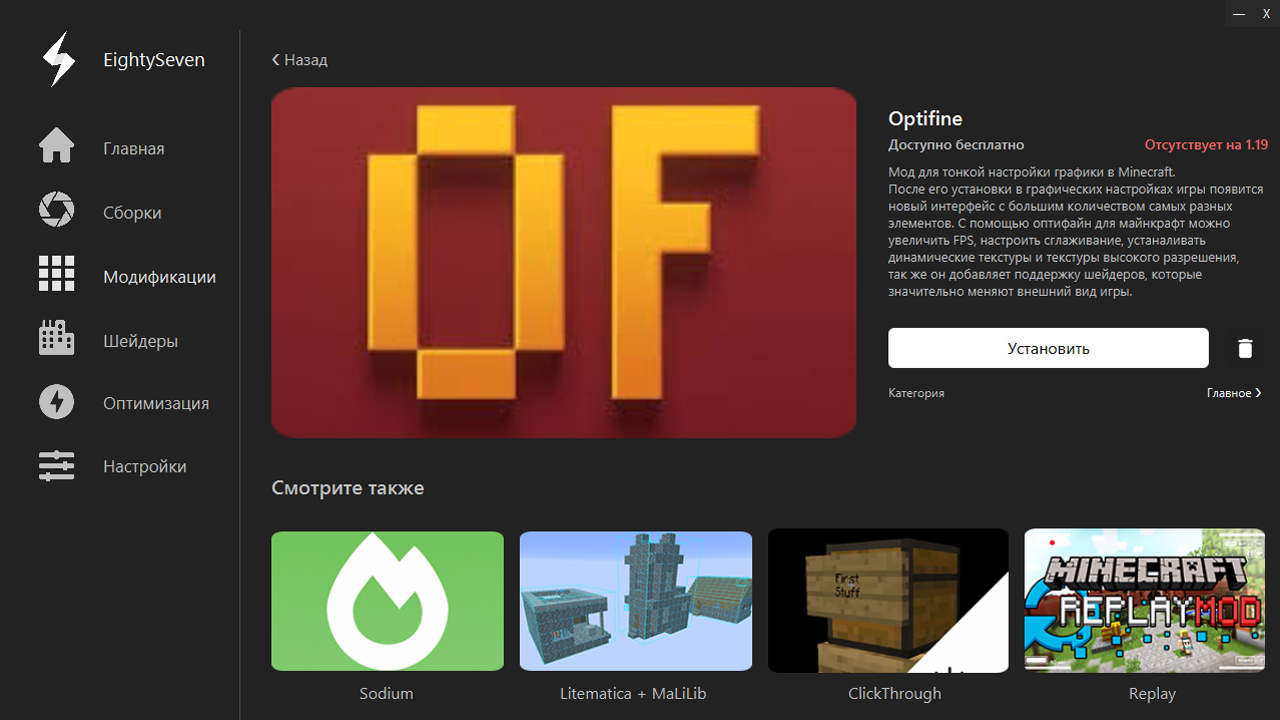 — X
EightySeven
Главная
Сборки
Модификации
Шейдеры
Оптимизация
Настройки
Назад
OF
Optifine
Доступно бесплатно
Отсутствует на 1.19
Мод для тонкой настройки графики в Minecraft.
После его установки в графических настройках игры появится
новый интерфейс с большим количеством самых разных
элементов. С помощью оптифайн для майнкрафт можно
увеличить FPS, настроить сглаживание, устаналивать
динамические текстуры и текстуры высокого разрешения,
так же он добавляет поддержку шейдеров, которые
значительно меняют внешний вид игры.
Установить
Категория
Главное
Смотрите также
First
Stuff
MINECRAFT
REPLAYMOD
Sodium
Litematica + MaLiLib
ClickThrough
Replay